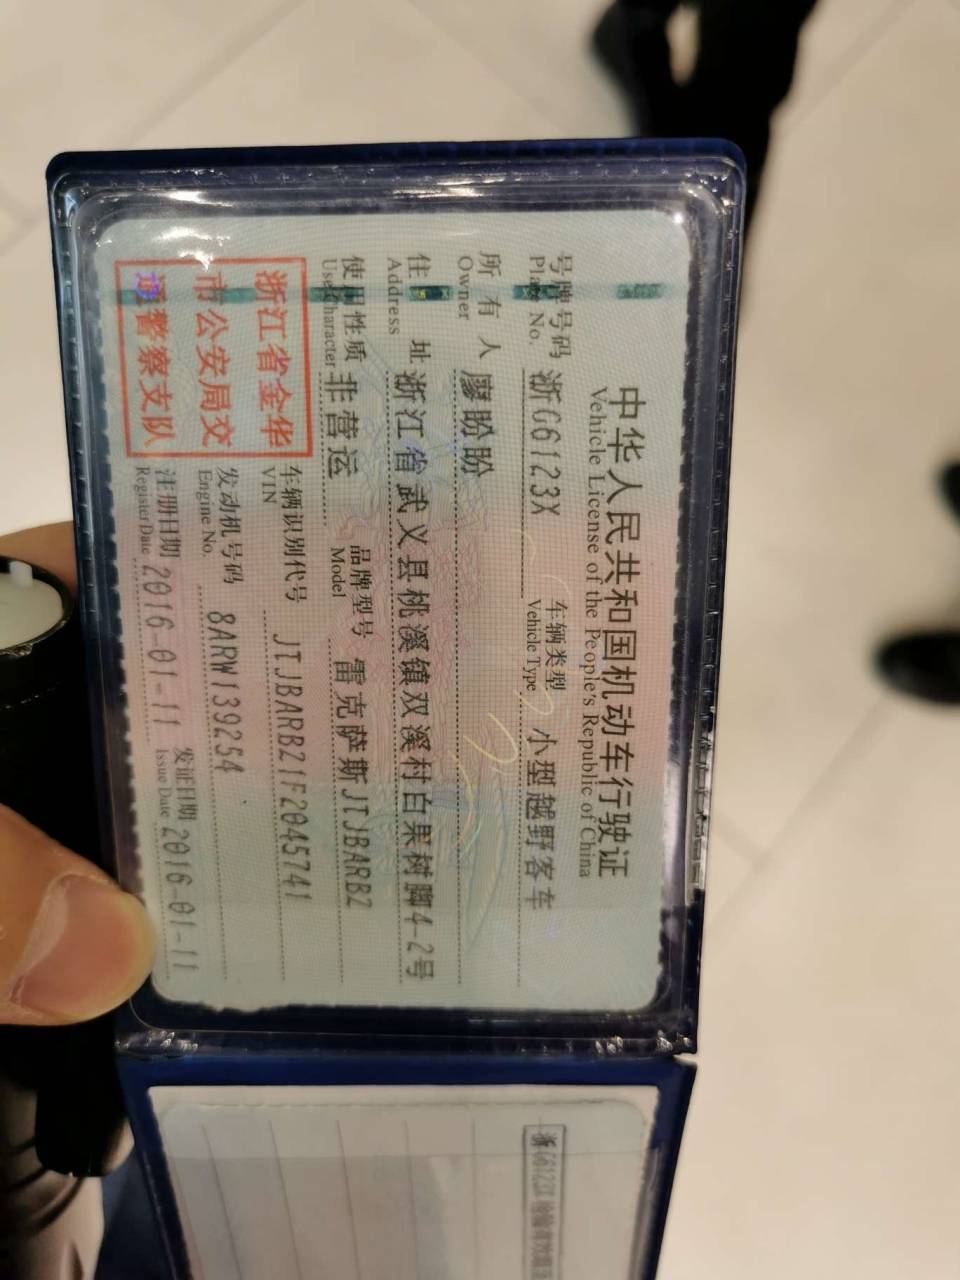 中华人民共和国机动车行驶证
Vehicle License of the People's Republic of China
号牌号码 浙G6123X 车辆类型 小型越野客车
Plate No. Vehicle Type
所有人 廖盼盼
Owner
住址 浙江省武义县桃溪镇双溪村白果树脚4-2号
Address
使用性质 非营运 品牌型号 雷克萨斯JTJBARBZ
Use Character Model
浙江省金华
市公安局交
通警察支队
车辆识别代号 JTJBARBZ1F2045741
VIN
发动机号码 8ARW139254
Engine No.
注册日期 2016-01-11 发证日期 2016-01-11
Register Date Issue Date
浙G6123X